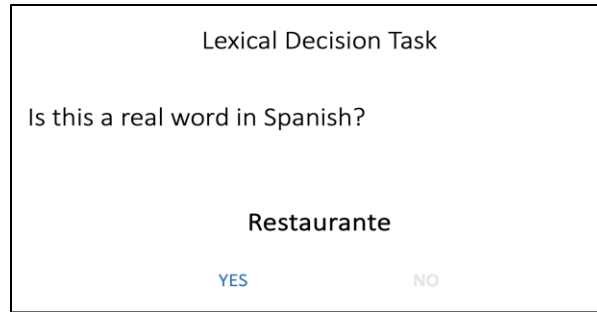 Lexical Decision Task
Is this a real word in Spanish?
Restaurante
YES NO